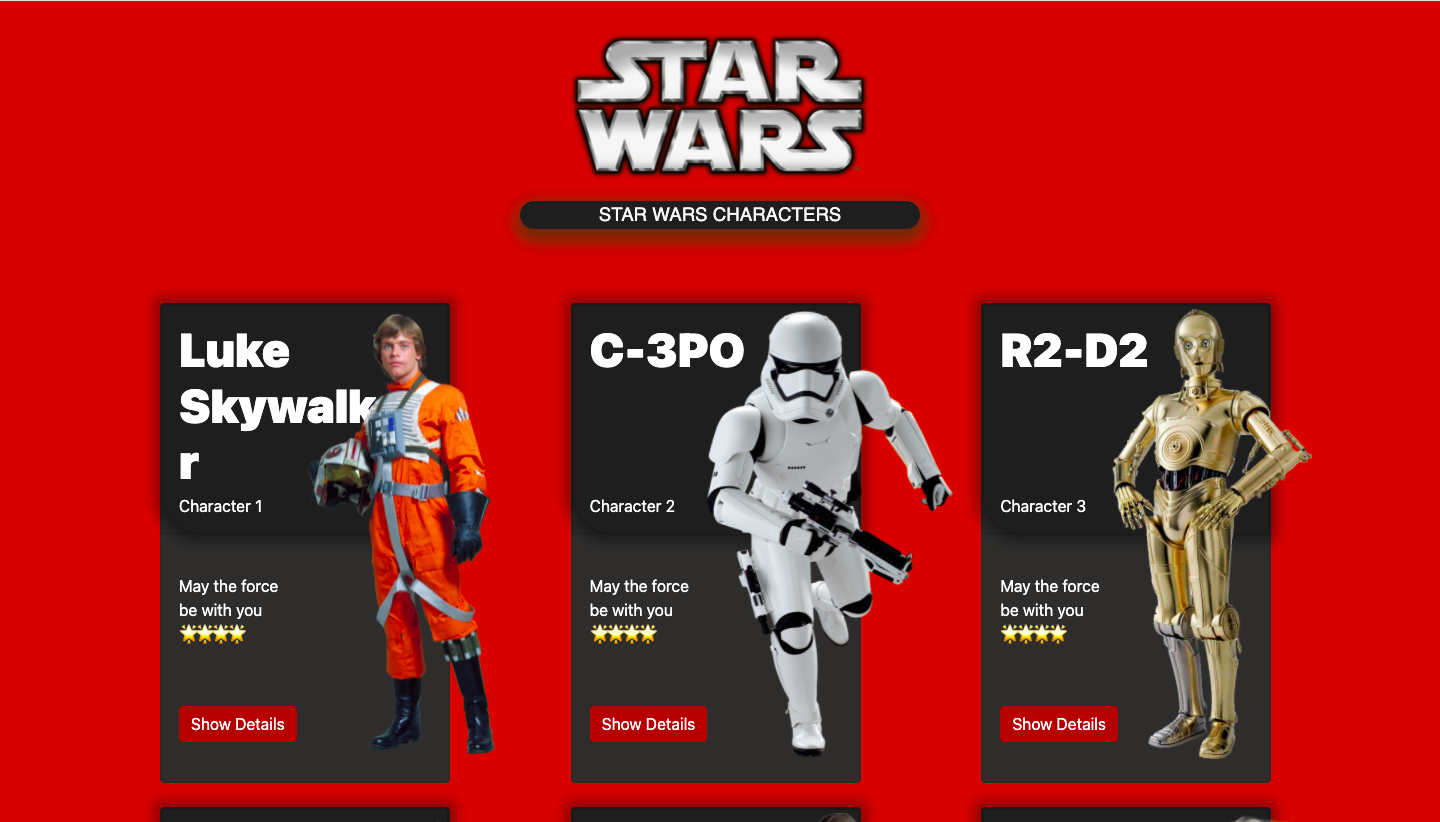 STAR
WARS
STAR WARS CHARACTERS
Luke
Skywalk
r
Character 1
May the force
be with you
🌟🌟🌟🌟
Show Details
C-3PO
Character 2
May the force
be with you
🌟🌟🌟🌟
Show Details
R2-D2
Character 3
May the force
be with you
🌟🌟🌟🌟
Show Details